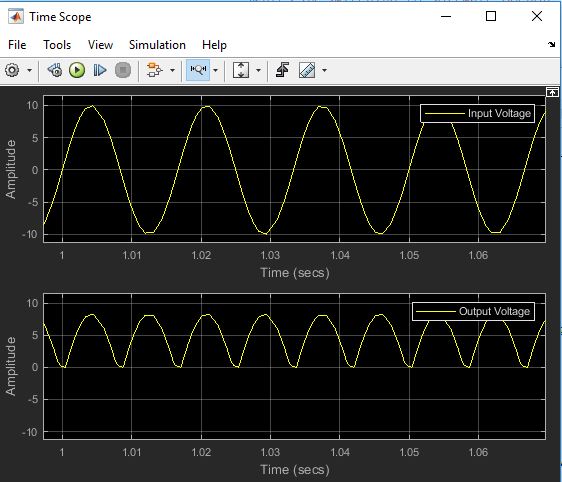 Time Scope
File Tools View Simulation Help
10
5
0
-5
-10
Amplitude
Input Voltage
1 1.01 1.02 1.03 1.04 1.05 1.06
Time (secs)
10
5
0
-5
-10
Amplitude
Output Voltage
1 1.01 1.02 1.03 1.04 1.05 1.06
Time (secs)